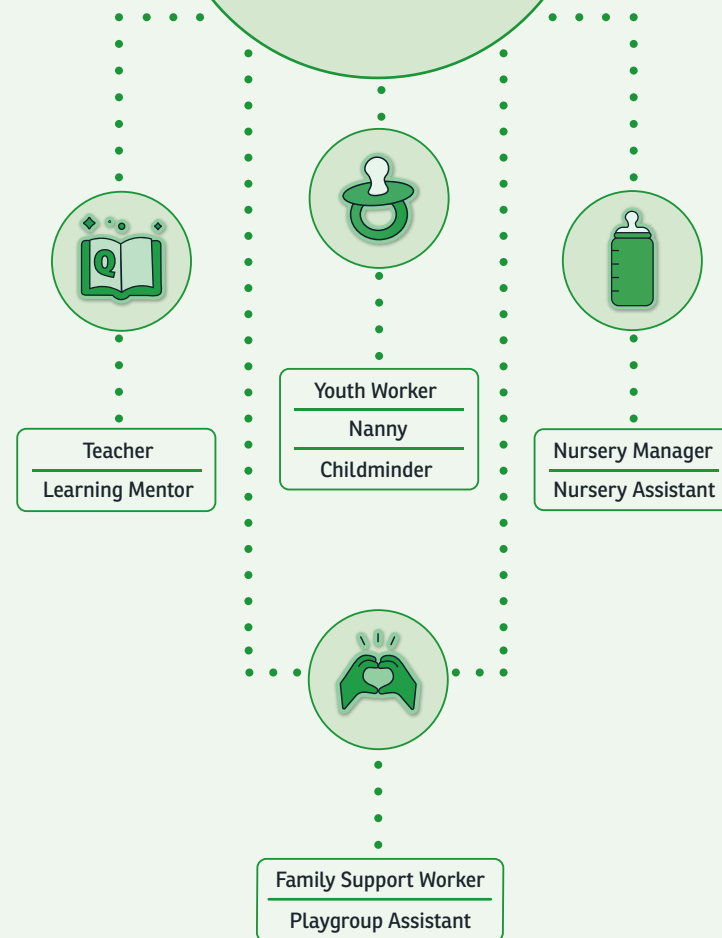 Q
Youth Worker
Nanny
Childminder
Teacher
Learning Mentor
Nursery Manager
Nursery Assistant
Family Support Worker
Playgroup Assistant